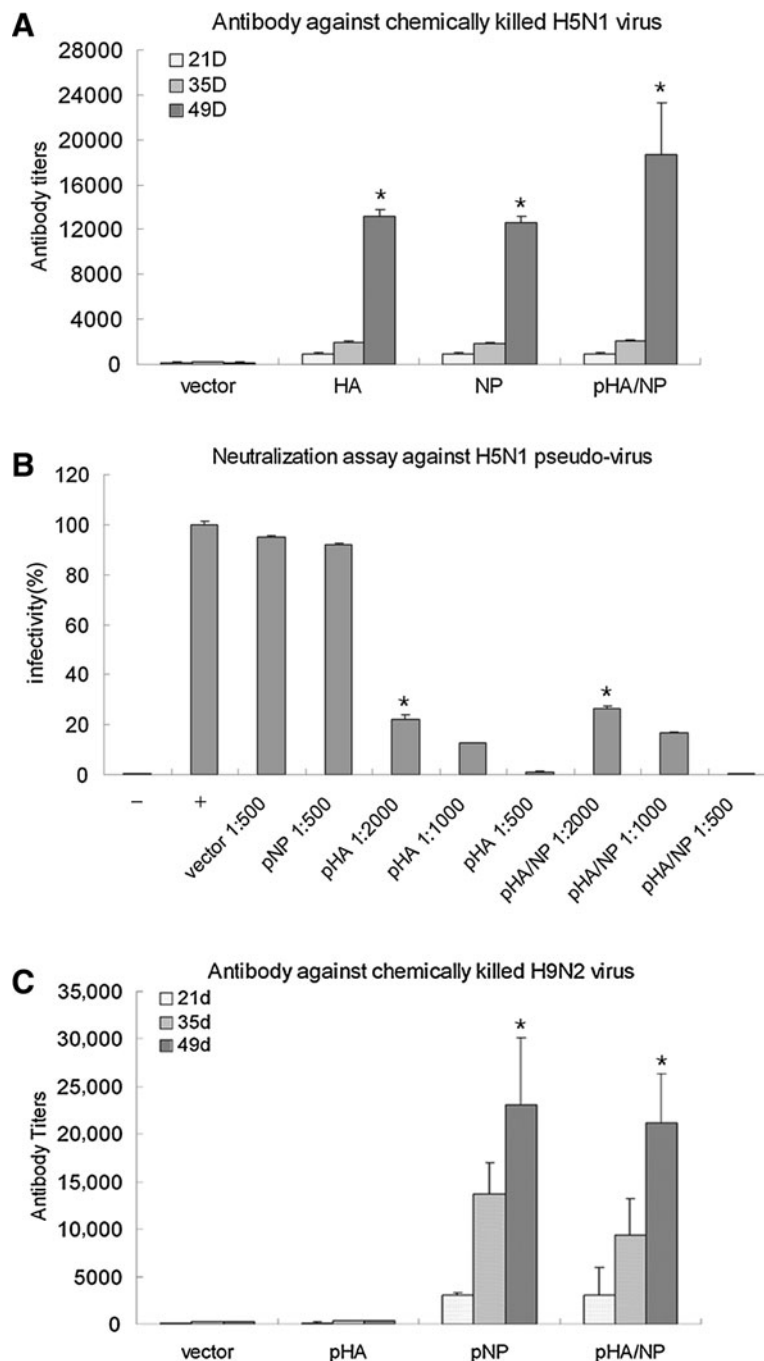 A
Antibody against chemically killed H5N1 virus
21D
35D
49D
28000
24000
20000
16000
12000
8000
4000
0
Antibody titers
*
*
*
vector
HA
NP
pHA/NP
B
Neutralization assay against H5N1 pseudo-virus
120
100
80
60
40
20
0
infectivity(%)
*
*
−
+
vector 1:500
pNP 1:500
pHA 1:2000
pHA 1:1000
pHA 1:500
pHA/NP 1:2000
pHA/NP 1:1000
pHA/NP 1:500
C
Antibody against chemically killed H9N2 virus
21d
35d
49d
35,000
30,000
25,000
20,000
15,000
10,000
5000
0
Antibody Titers
*
*
vector
pHA
pNP
pHA/NP